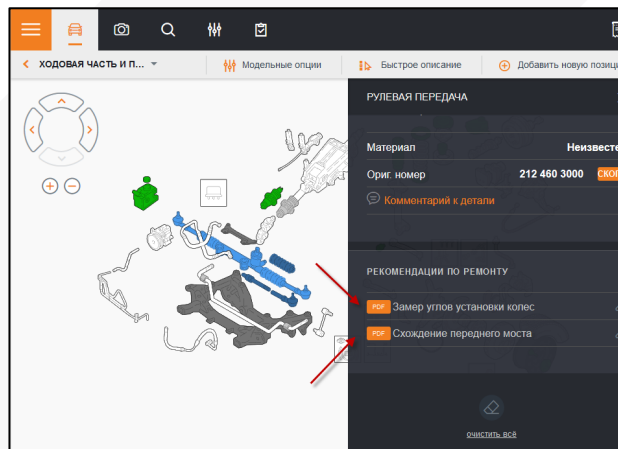 ХОДОВАЯ ЧАСТЬ И П...
Модельные опции
Быстрое описание
Добавить новую позици
РУЛЕВАЯ ПЕРЕДАЧА
Материал
Неизвесте
Ориг. номер
212 460 3000
СКОП
Комментарий к детали
РЕКОМЕНДАЦИИ ПО РЕМОНТУ
PDF Замер углов установки колес
PDF Схождение переднего моста
очистить всё